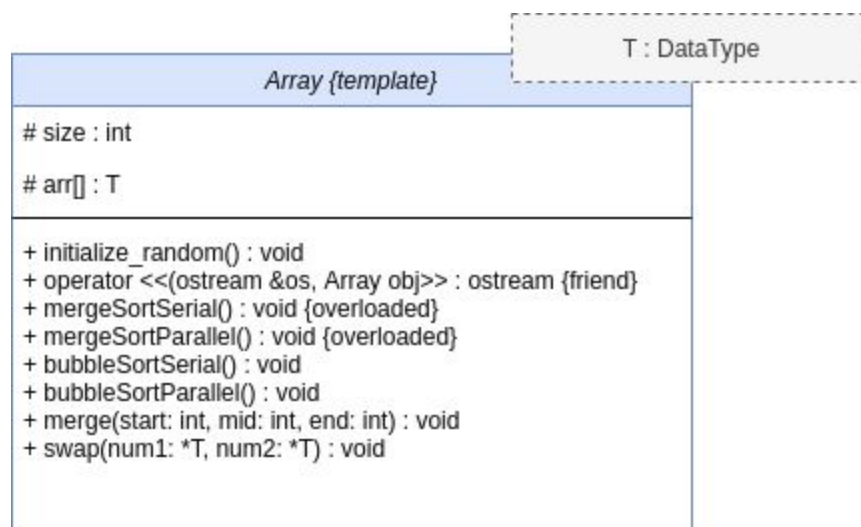 T : DataType
Array {template}
# size : int
# arr[] : T
+ initialize_random() : void
+ operator <<(ostream &os, Array obj>> : ostream {friend}
+ mergeSortSerial() : void {overloaded}
+ mergeSortParallel() : void {overloaded}
+ bubbleSortSerial() : void
+ bubbleSortParallel() : void
+ merge(start: int, mid: int, end: int) : void
+ swap(num1: *T, num2: *T) : void